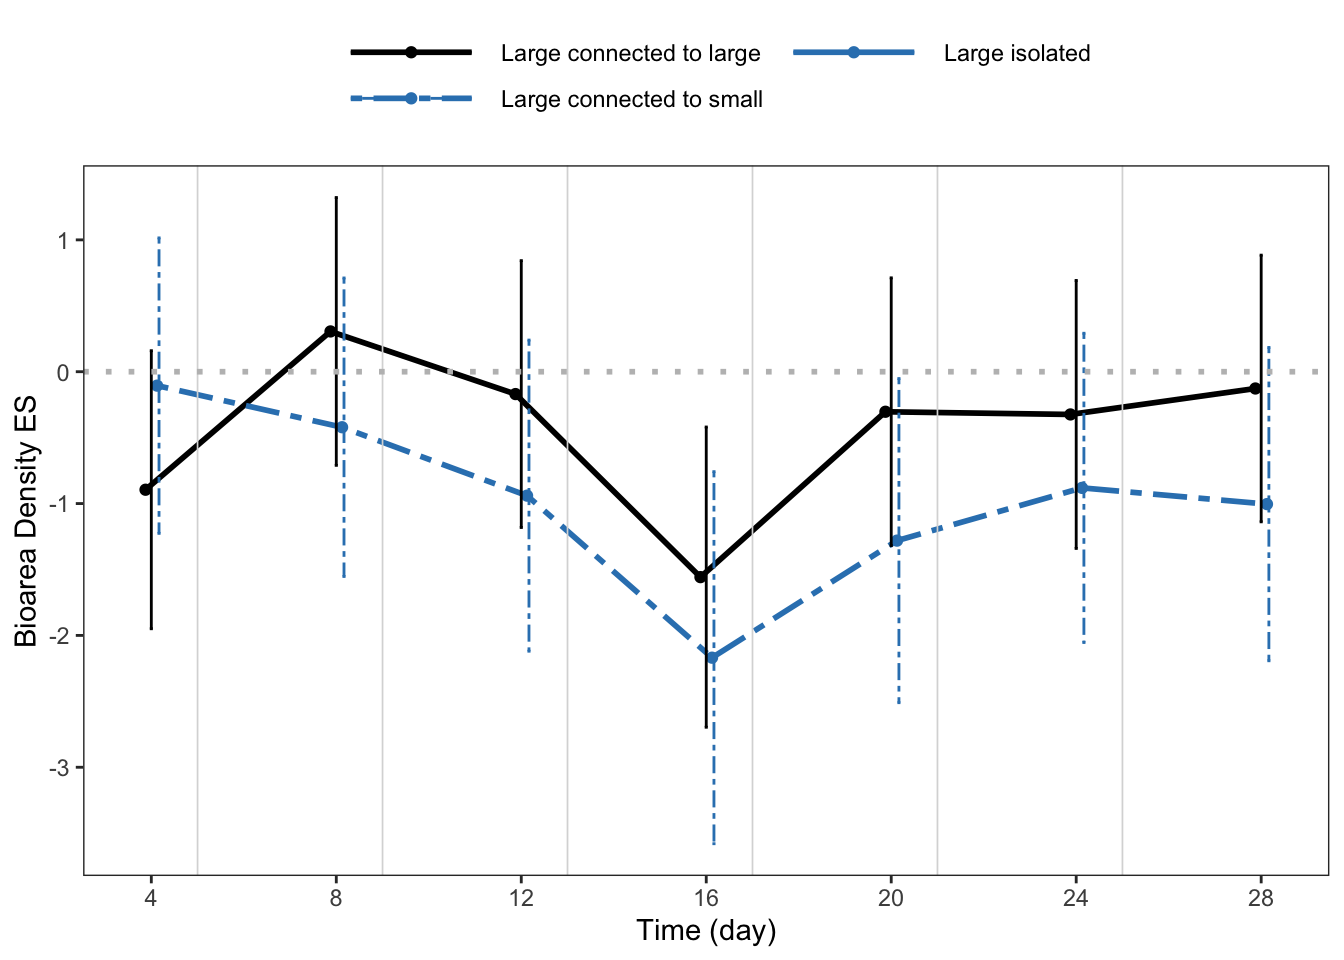 Large connected to large
Large isolated
Large connected to small
Bioarea Density ES
1
0
-1
-2
-3
4 8 12 16 20 24 28
Time (day)